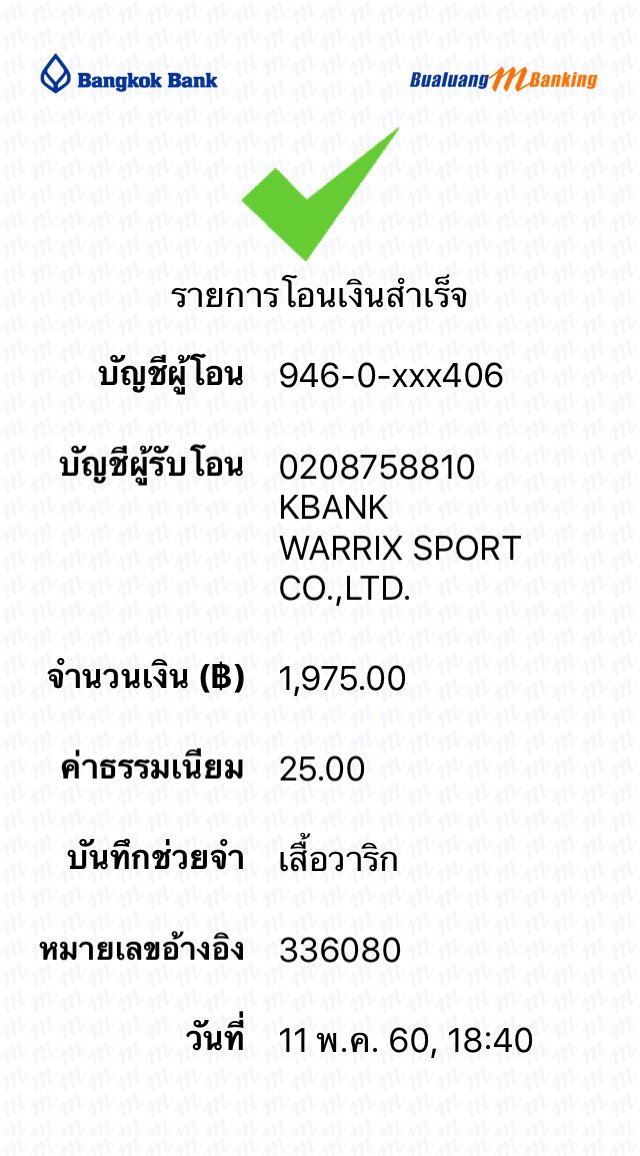 Bangkok Bank
Bualuang mBanking
รายการโอนเงินสำเร็จ
บัญชีผู้โอน 946-0-xxx406
บัญชีผู้รับโอน 0208758810
KBANK
WARRIX SPORT
CO.,LTD.
จำนวนเงิน (฿) 1,975.00
ค่าธรรมเนียม 25.00
บันทึกช่วยจำ เสื้อวาริก
หมายเลขอ้างอิง 336080
วันที่ 11 พ.ค. 60, 18:40